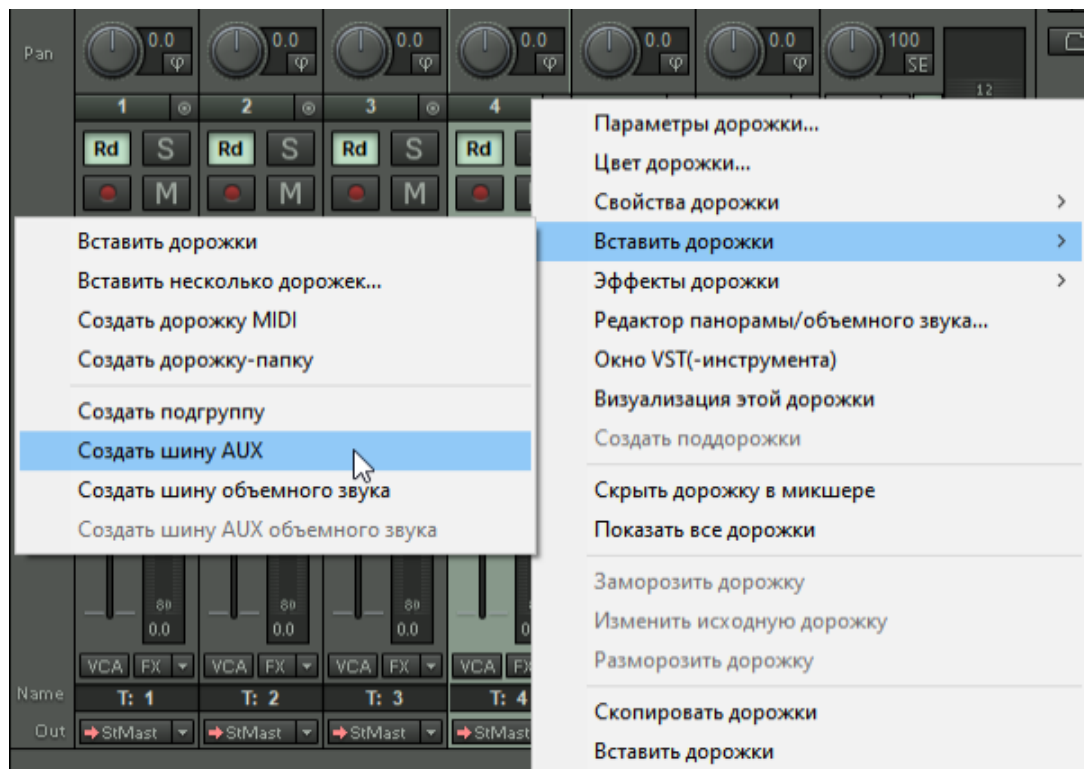 Pan 0.0 0.0 0.0 0.0 0.0 0.0 100
φ φ φ φ φ φ SE
12
1 2 3 4
Rd S Rd S Rd S Rd
M M M
Параметры дорожки...
Цвет дорожки...
Свойства дорожки
Вставить дорожки
Эффекты дорожки
Редактор панорамы/объемного звука...
Окно VST(-инструмента)
Визуализация этой дорожки
Создать поддорожки
Скрыть дорожку в микшере
Показать все дорожки
Заморозить дорожку
Изменить исходную дорожку
Разморозить дорожку
Скопировать дорожки
Вставить дорожки
Вставить дорожки
Вставить несколько дорожек...
Создать дорожку MIDI
Создать дорожку-папку
Создать подгруппу
Создать шину AUX
Создать шину объемного звука
Создать шину AUX объемного звука
80 80 80
0.0 0.0 0.0
VCA FX VCA FX VCA FX VCA
Name T: 1 T: 2 T: 3 T: 4
Out StMast StMast StMast StMast